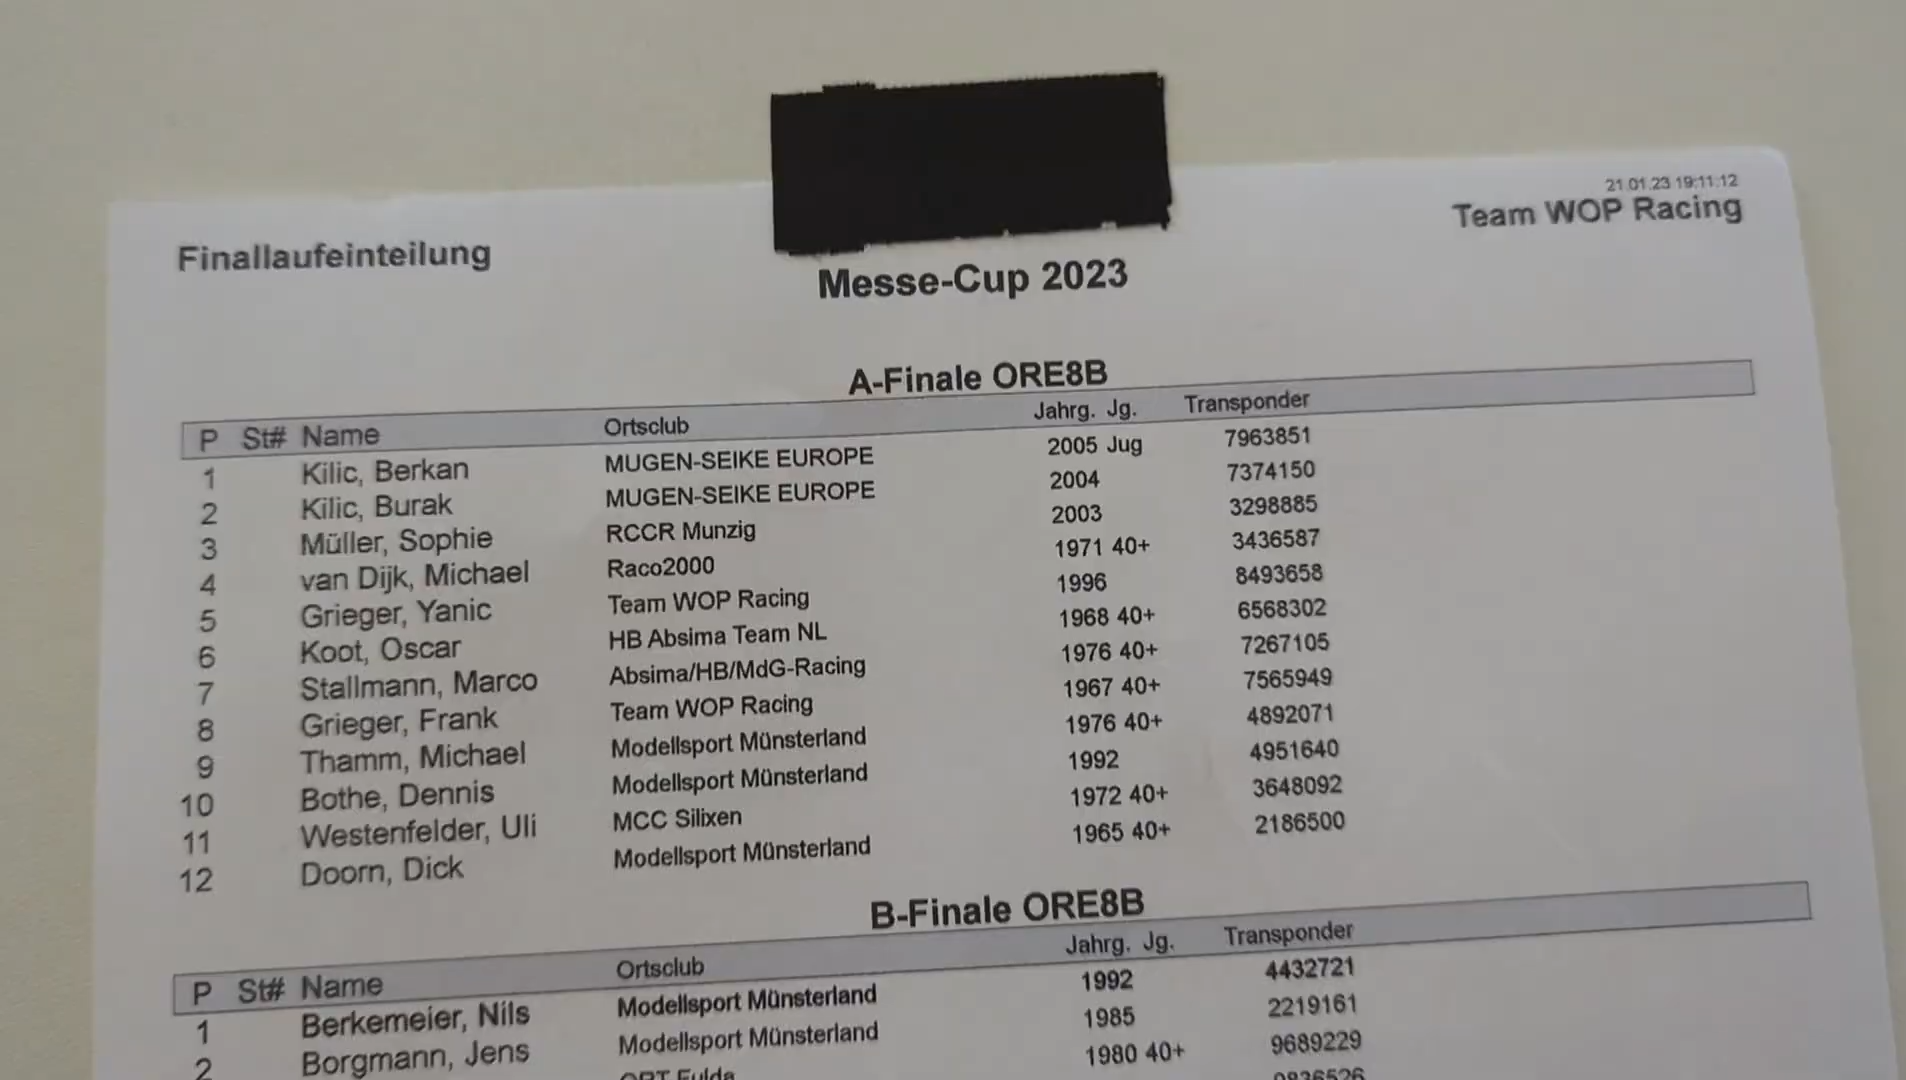 21.01.23 19:11:12
Finallaufeinteilung Team WOP Racing
Messe-Cup 2023
A-Finale ORE8B
P St# Name Ortsclub Jahrg. Jg. Transponder
1 Kilic, Berkan MUGEN-SEIKE EUROPE 2005 Jug 7963851
2 Kilic, Burak MUGEN-SEIKE EUROPE 2004 7374150
3 Müller, Sophie RCCR Munzig 2003 3298885
4 van Dijk, Michael Raco2000 1971 40+ 3436587
5 Grieger, Yanic Team WOP Racing 1996 8493658
6 Koot, Oscar HB Absima Team NL 1968 40+ 6568302
7 Stallmann, Marco Absima/HB/MdG-Racing 1976 40+ 7267105
8 Grieger, Frank Team WOP Racing 1967 40+ 7565949
9 Thamm, Michael Modellsport Münsterland 1976 40+ 4892071
10 Bothe, Dennis Modellsport Münsterland 1992 4951640
11 Westenfelder, Uli MCC Silixen 1972 40+ 3648092
12 Doorn, Dick Modellsport Münsterland 1965 40+ 2186500
B-Finale ORE8B
P St# Name Ortsclub Jahrg. Jg. Transponder
1 Berkemeier, Nils Modellsport Münsterland 1992 4432721
2 Borgmann, Jens Modellsport Münsterland 1985 2219161
Fulda 1980 40+ 9689229